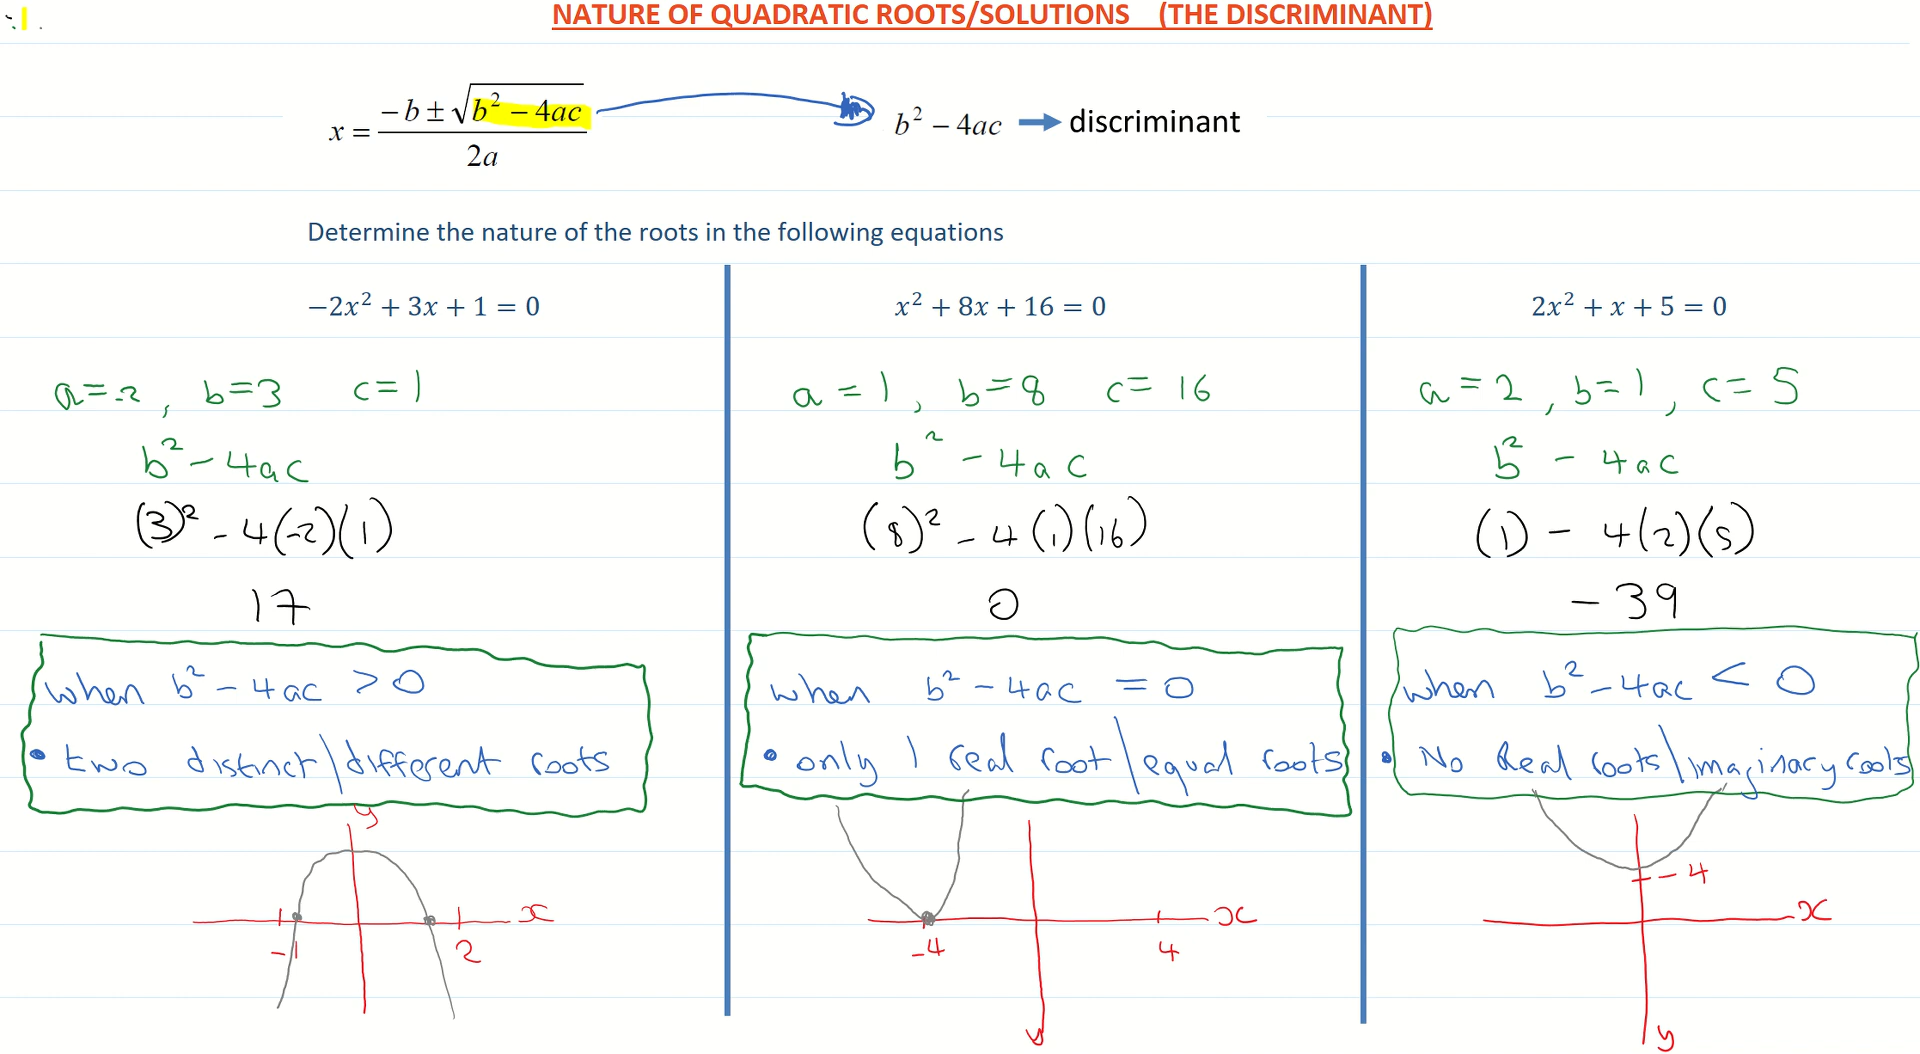 NATURE OF QUADRATIC ROOTS/SOLUTIONS (THE DISCRIMINANT)
x = (−b ± √(b² − 4ac)) / 2a
b² − 4ac → discriminant
Determine the nature of the roots in the following equations
−2x² + 3x + 1 = 0
a=-2, b=3 c=1
b² - 4ac
(3)² - 4(-2)(1)
17
when b² - 4ac > 0
• two distinct/different roots
y
x
-1
2
x² + 8x + 16 = 0
a=1, b=8 c=16
b² - 4ac
(8)² - 4(1)(16)
0
when b² - 4ac = 0
• only 1 real root/equal roots
x
-4
4
y
2x² + x + 5 = 0
a=2, b=1, c=5
b² - 4ac
(1) - 4(2)(5)
-39
when b² - 4ac < 0
• No Real roots/imaginary roots
-4
x
y